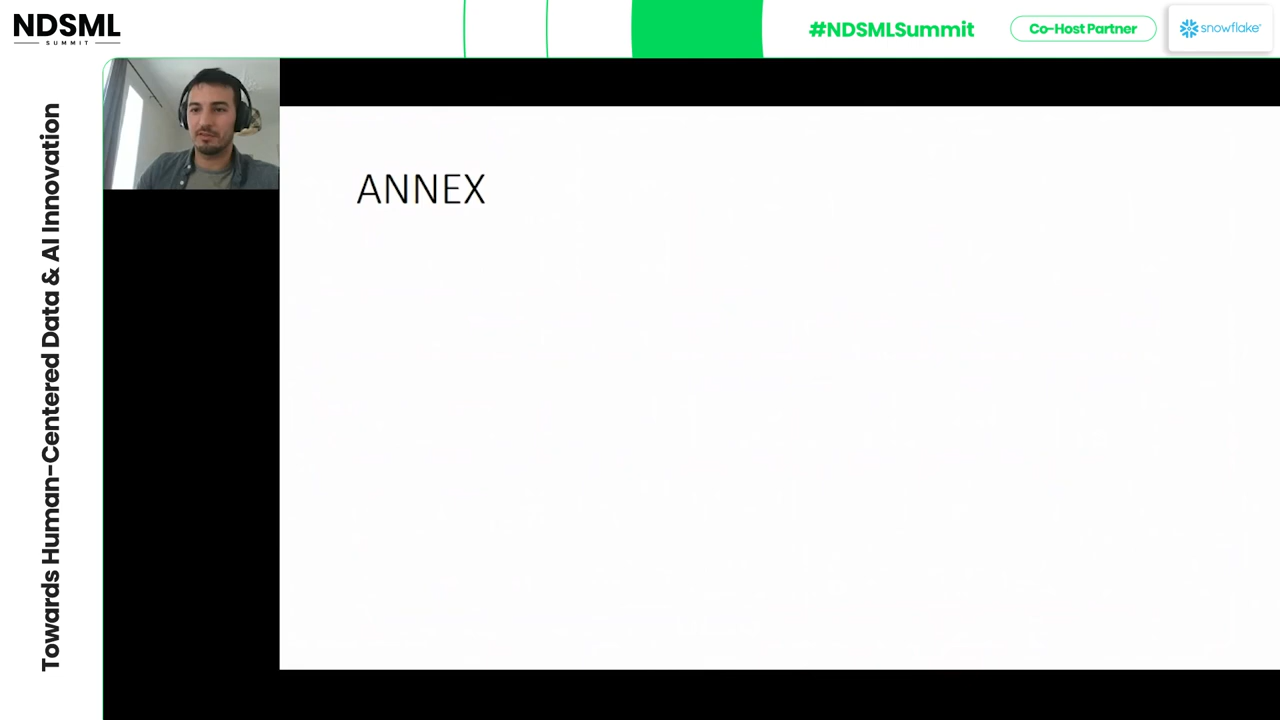 NDSML
SUMMIT
#NDSMLSummit
Co-Host Partner
snowflake
Towards Human-Centered Data & AI Innovation
ANNEX